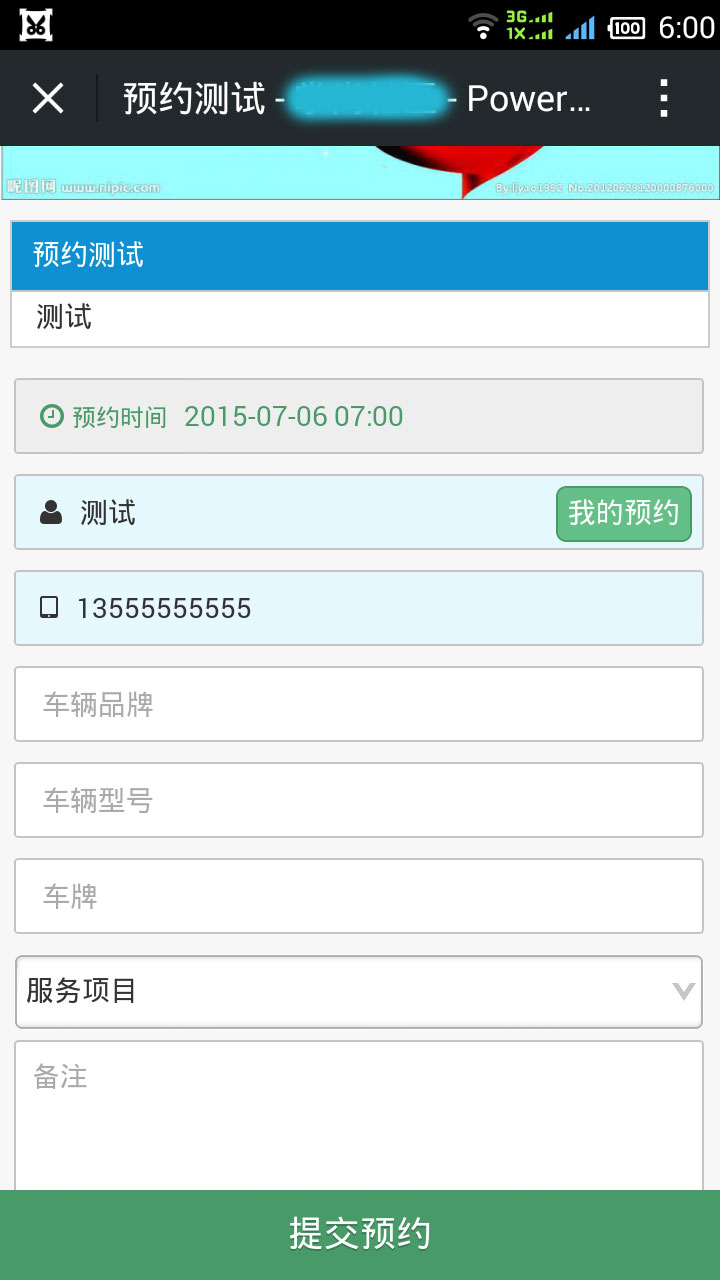 3G
1X
100
6:00
预约测试 -
- Power...
昵图网 www.nipic.com
By:liyao1992 No.20120629120000876000
预约测试
测试
预约时间 2015-07-06 07:00
测试
我的预约
13555555555
车辆品牌
车辆型号
车牌
服务项目
备注
提交预约